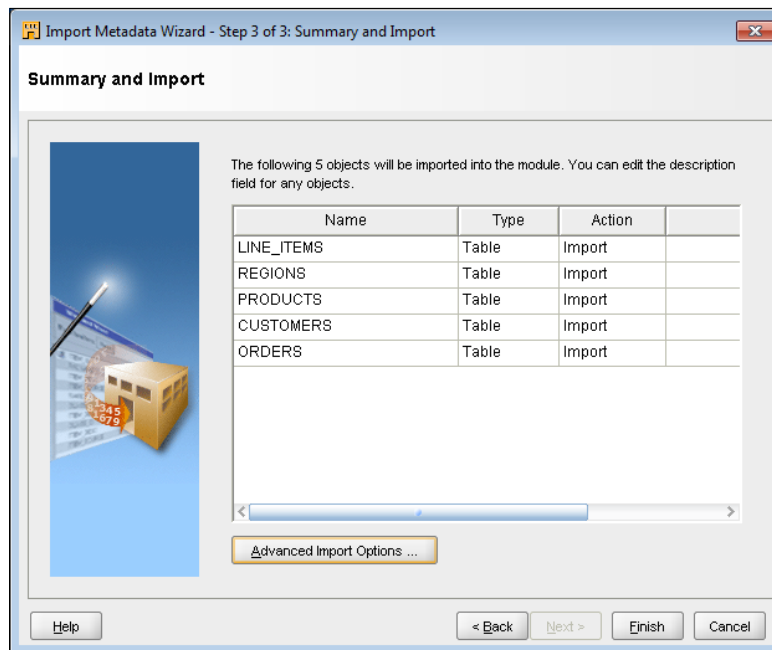 Import Metadata Wizard - Step 3 of 3: Summary and Import
Summary and Import
The following 5 objects will be imported into the module. You can edit the description
field for any objects.
Name Type Action
LINE_ITEMS Table Import
REGIONS Table Import
PRODUCTS Table Import
CUSTOMERS Table Import
ORDERS Table Import
1345
1679
Advanced Import Options ...
Help < Back Next > Finish Cancel